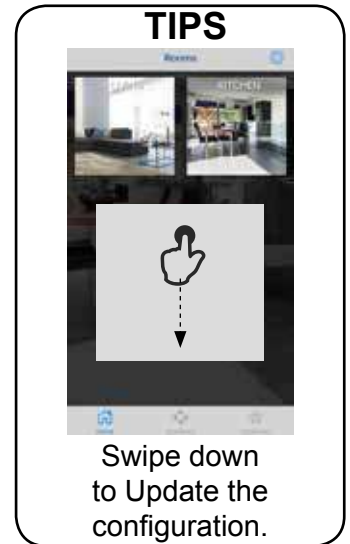 TIPS
Rooms
KITCHEN
Swipe down
to Update the
configuration.